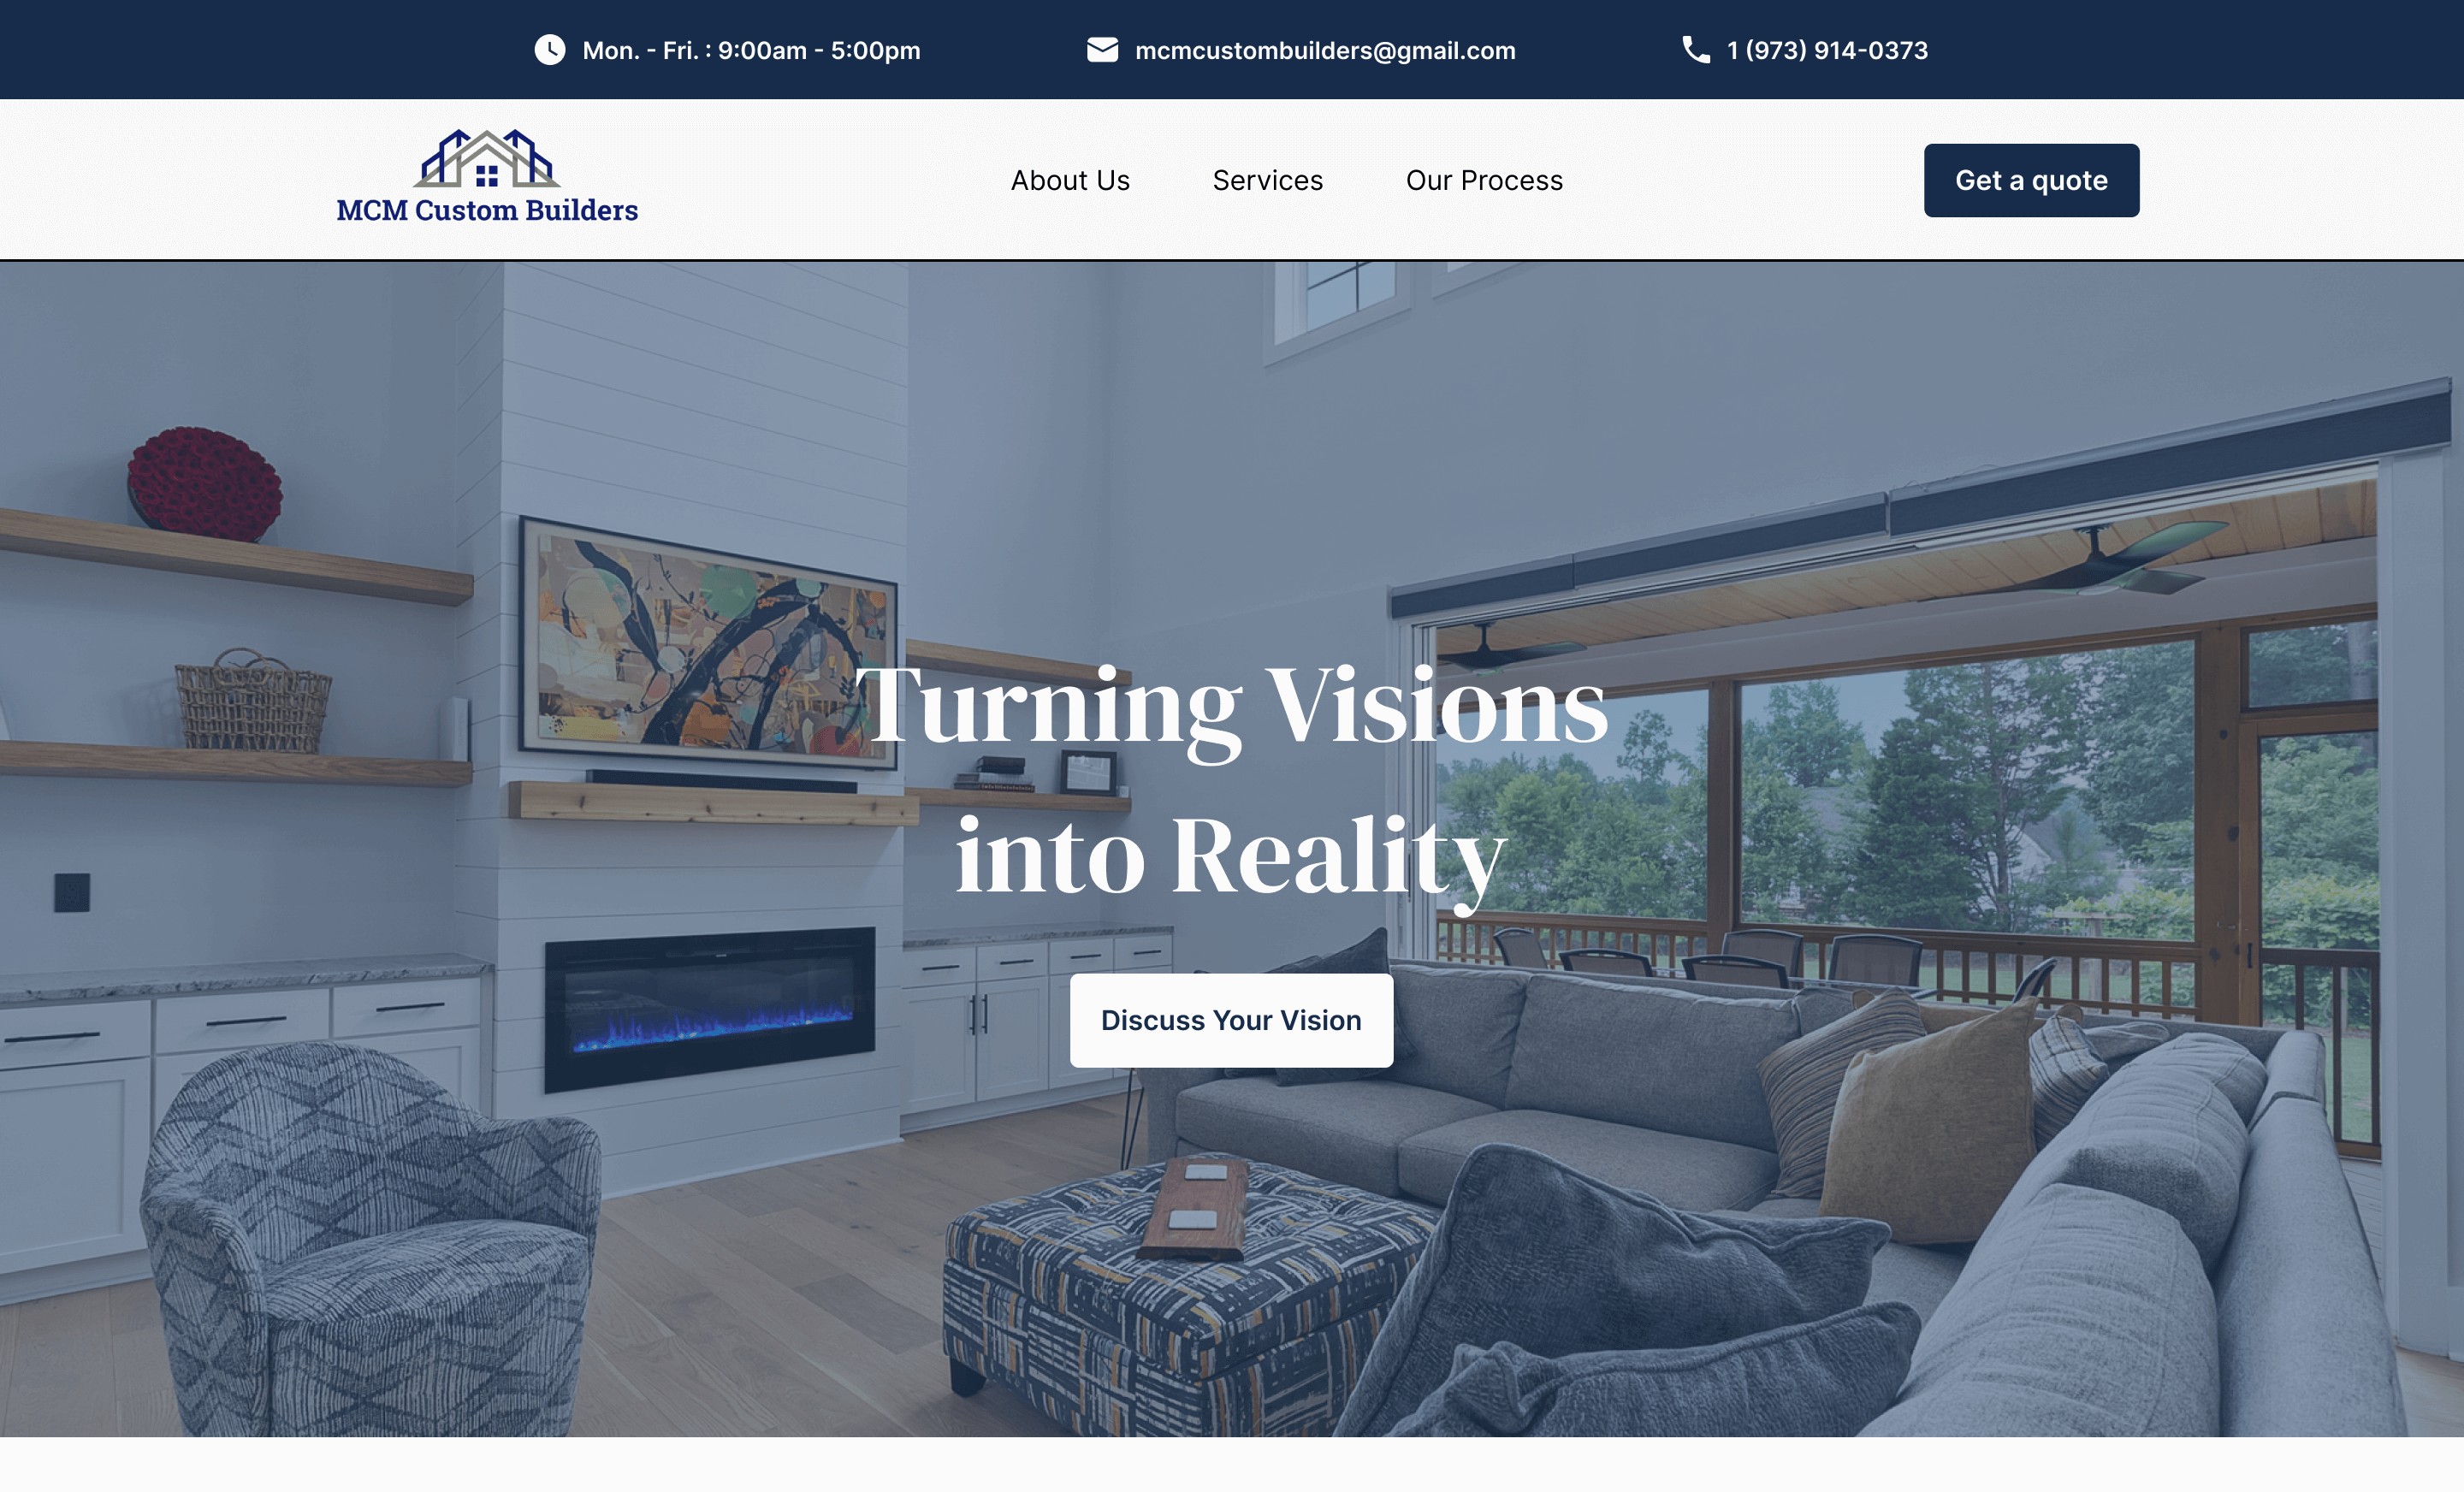 Mon. - Fri. : 9:00am - 5:00pm
mcmcustombuilders@gmail.com
1 (973) 914-0373
MCM Custom Builders
About Us
Services
Our Process
Get a quote
Turning Visions
into Reality
Discuss Your Vision